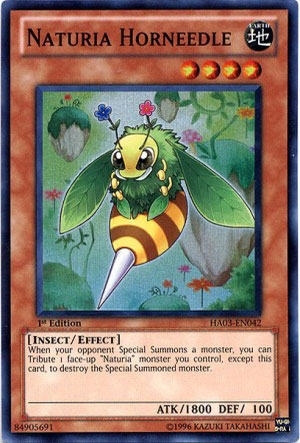 NATURIA HORNEEDLE
EARTH
地
1st Edition
HA03-EN042
[INSECT/EFFECT]
When your opponent Special Summons a monster, you can
Tribute 1 face-up "Naturia" monster you control, except this
card, to destroy the Special Summoned monster.
ATK/1800 DEF/ 100
84905691
©1996 KAZUKI TAKAHASHI